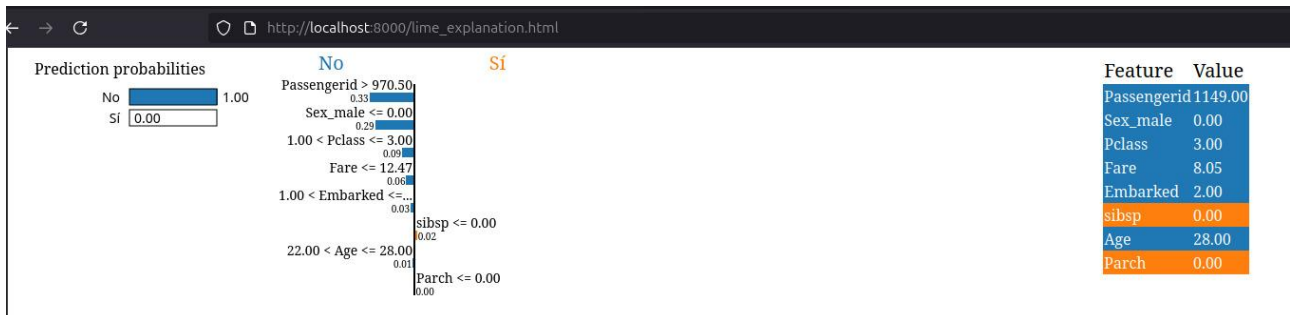 http://localhost:8000/lime_explanation.html
Prediction probabilities
No 1.00
Sí 0.00
No Sí
Passengerid > 970.50
0.33
Sex_male <= 0.00
0.29
1.00 < Pclass <= 3.00
0.09
Fare <= 12.47
0.06
1.00 < Embarked <=...
0.03
sibsp <= 0.00
0.02
22.00 < Age <= 28.00
0.01
Parch <= 0.00
0.00
Feature Value
Passengerid 1149.00
Sex_male 0.00
Pclass 3.00
Fare 8.05
Embarked 2.00
sibsp 0.00
Age 28.00
Parch 0.00